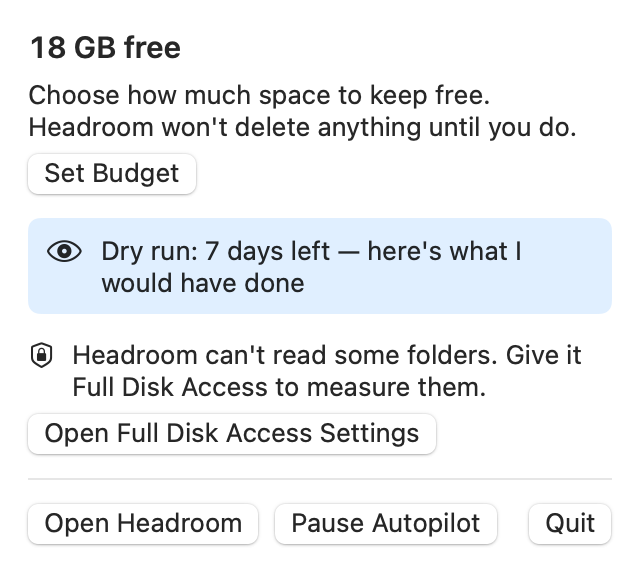 18 GB free
Choose how much space to keep free.
Headroom won't delete anything until you do.
Set Budget
Dry run: 7 days left — here's what I
would have done
Headroom can't read some folders. Give it
Full Disk Access to measure them.
Open Full Disk Access Settings
Open Headroom
Pause Autopilot
Quit